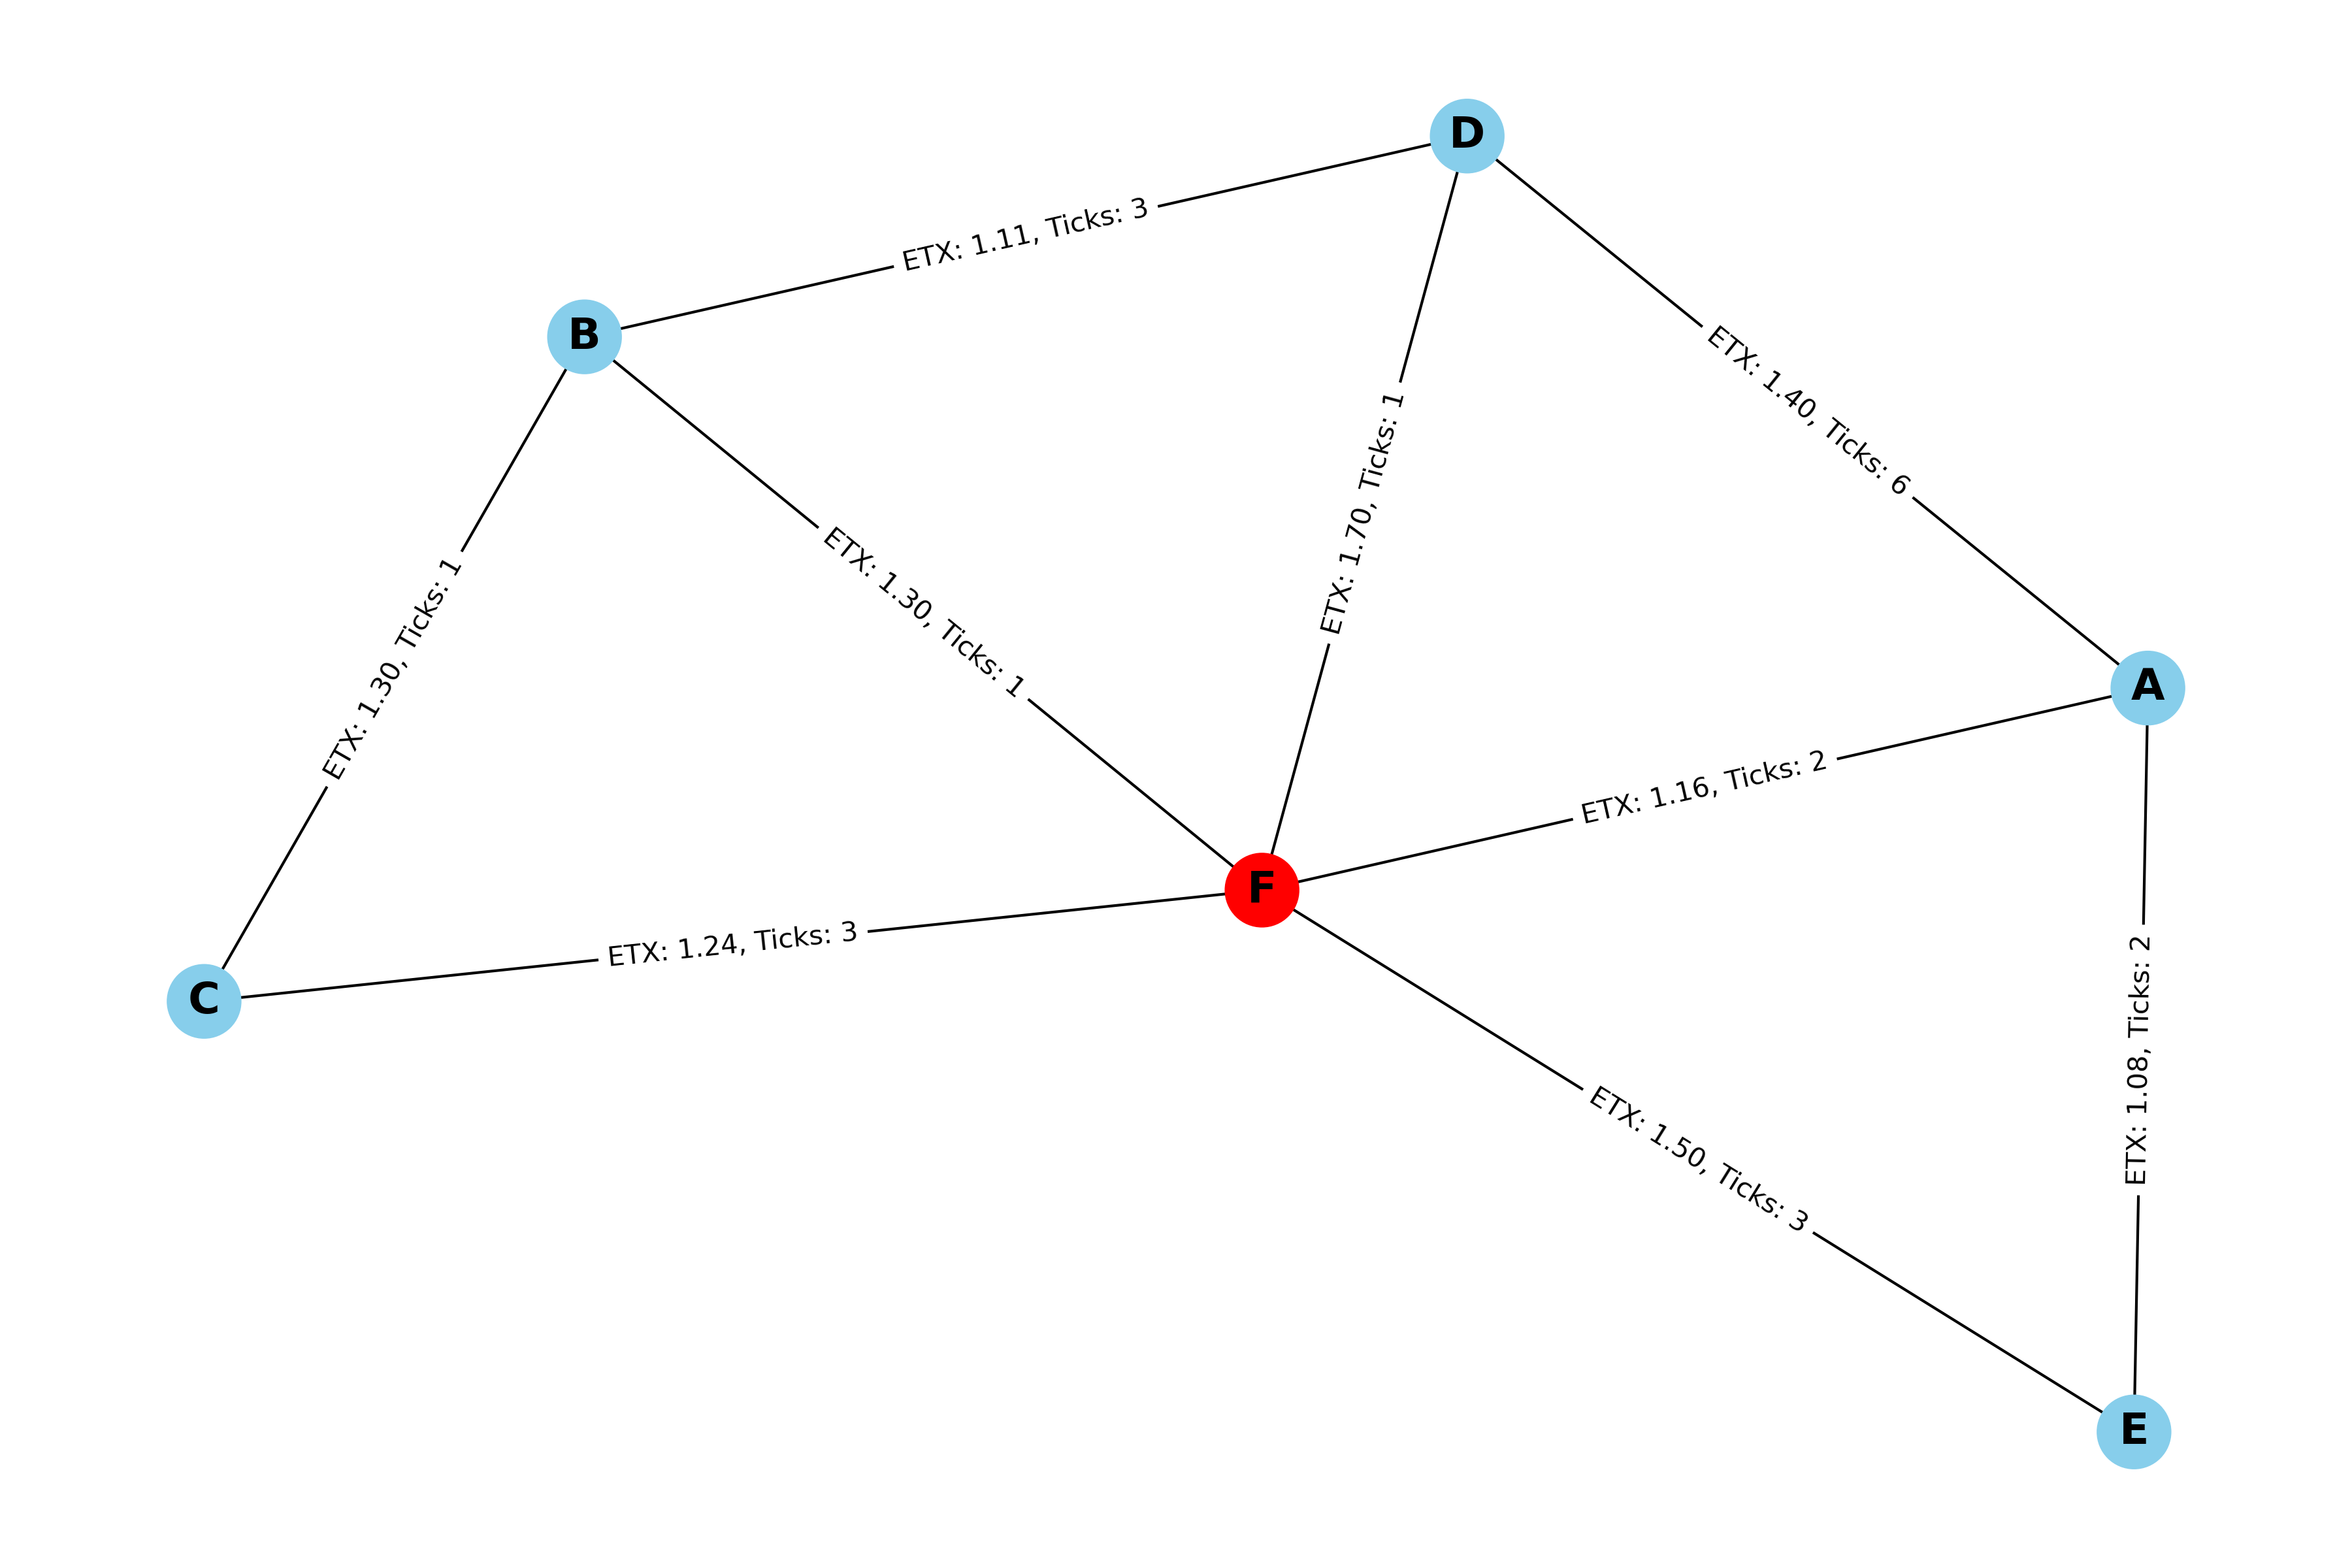 D
ETX: 1.11, Ticks: 3
B
ETX: 1.40, Ticks: 6
ETX: 1.70, Ticks: 1
ETX: 1.30, Ticks: 1
ETX: 1.30, Ticks: 1
A
ETX: 1.16, Ticks: 2
F
ETX: 1.24, Ticks: 3
C
ETX: 1.08, Ticks: 2
ETX: 1.50, Ticks: 3
E